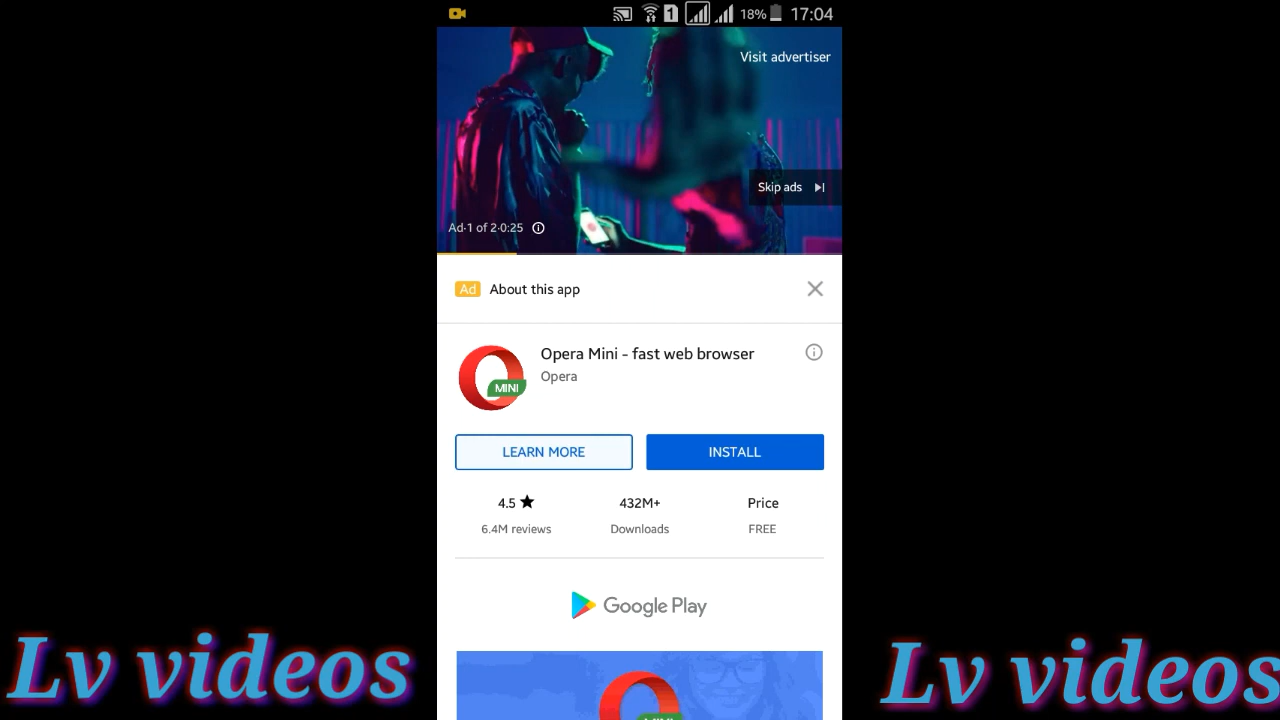 1 18% 17:04
Visit advertiser
Skip ads
Ad·1 of 2·0:25
Ad About this app
Opera Mini - fast web browser
Opera
MINI
LEARN MORE INSTALL
4.5 432M+ Price
6.4M reviews Downloads FREE
Google Play
MINI
Lv videos Lv videos